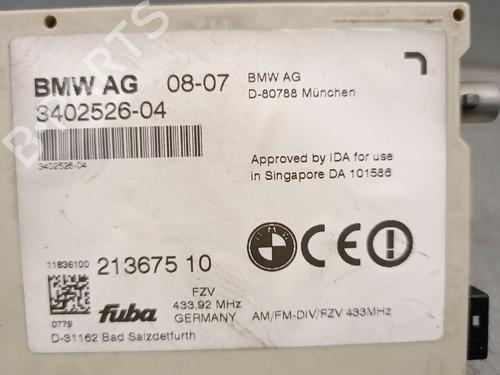 BMW AG 08-07
BMW AG
D-80788 München
3402526-04
3402526-04
Approved by IDA for use
in Singapore DA 101586
11836100
213675 10
FZV
433.92 MHz
GERMANY
0779
fuba
AM/FM-DIV/FZV 433MHz
D-31162 Bad Salzdetfurth